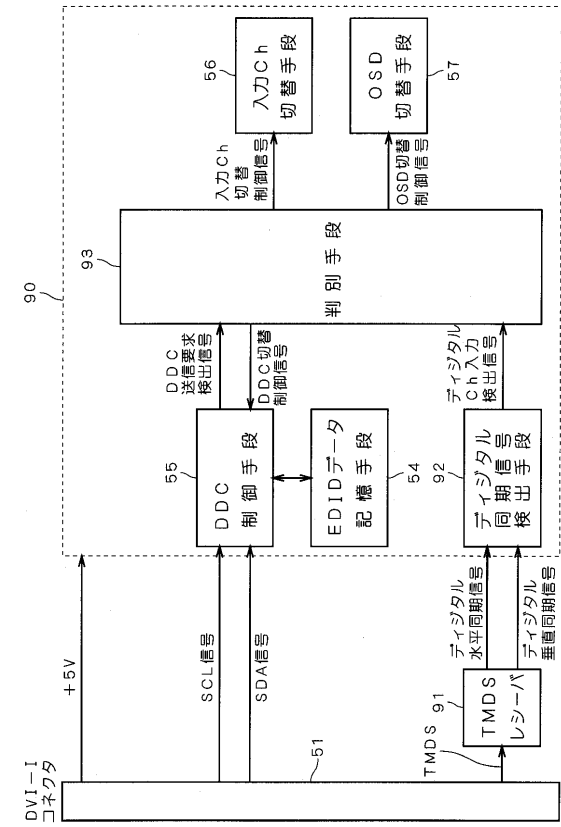 90
DVI-I
コネクタ
51
+5V
SCL信号
SDA信号
TMDS
91
TMDS
レシーバ
ディジタル
水平同期信号
ディジタル
垂直同期信号
55
DDC
制御手段
EDIDデータ
記憶手段
54
92
ディジタル
同期信号
検出手段
DDC
送信要求
検出信号
DDC切替
制御信号
ディジタル
Ch入力
検出信号
93
判別手段
入力Ch
切替
制御信号
OSD切替
制御信号
56
入力Ch
切替手段
OSD
切替手段
57